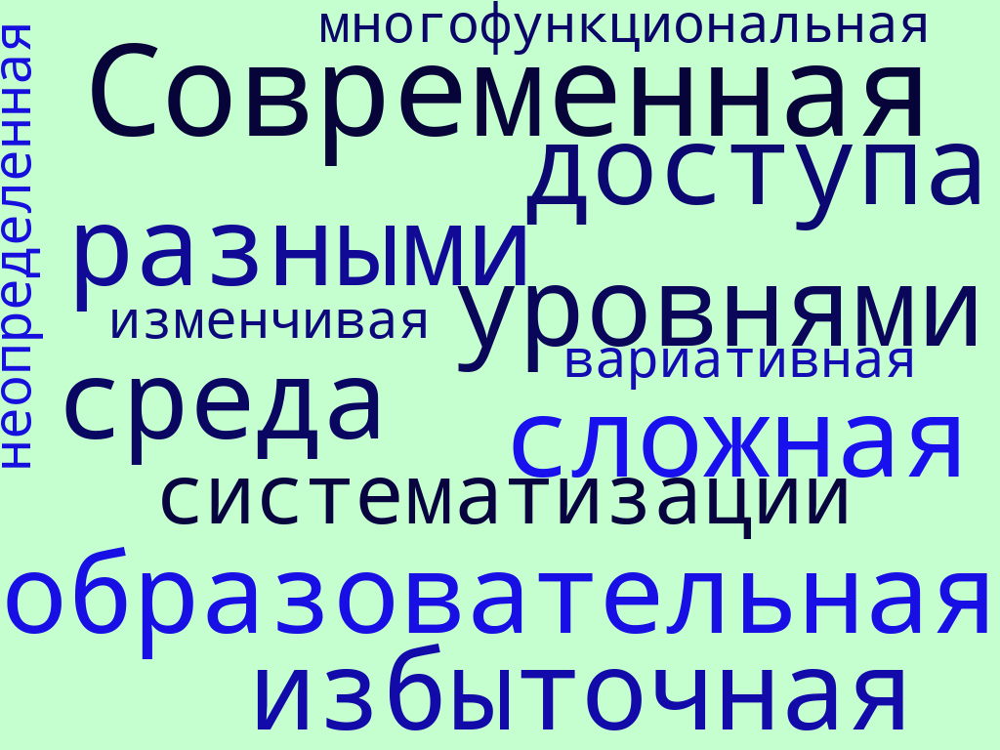 многофункциональная
Современная
доступа
разными
уровнями
изменчивая
вариативная
среда
сложная
систематизации
образовательная
избыточная
неопределенная